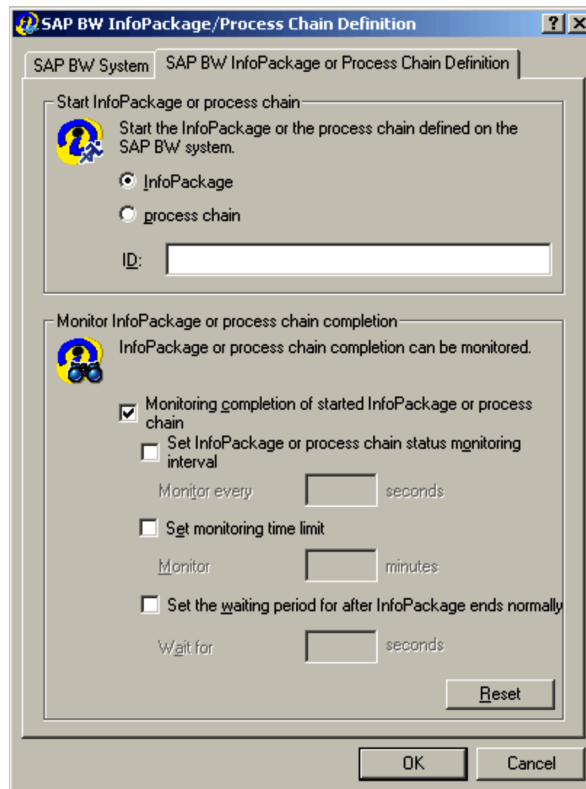 SAP BW InfoPackage/Process Chain Definition
SAP BW System
SAP BW InfoPackage or Process Chain Definition
Start InfoPackage or process chain
Start the InfoPackage or the process chain defined on the
SAP BW system.
InfoPackage
process chain
ID:
Monitor InfoPackage or process chain completion
InfoPackage or process chain completion can be monitored.
Monitoring completion of started InfoPackage or process
chain
Set InfoPackage or process chain status monitoring
interval
Monitor every seconds
Set monitoring time limit
Monitor minutes
Set the waiting period for after InfoPackage ends normally
Wait for seconds
Reset
OK Cancel